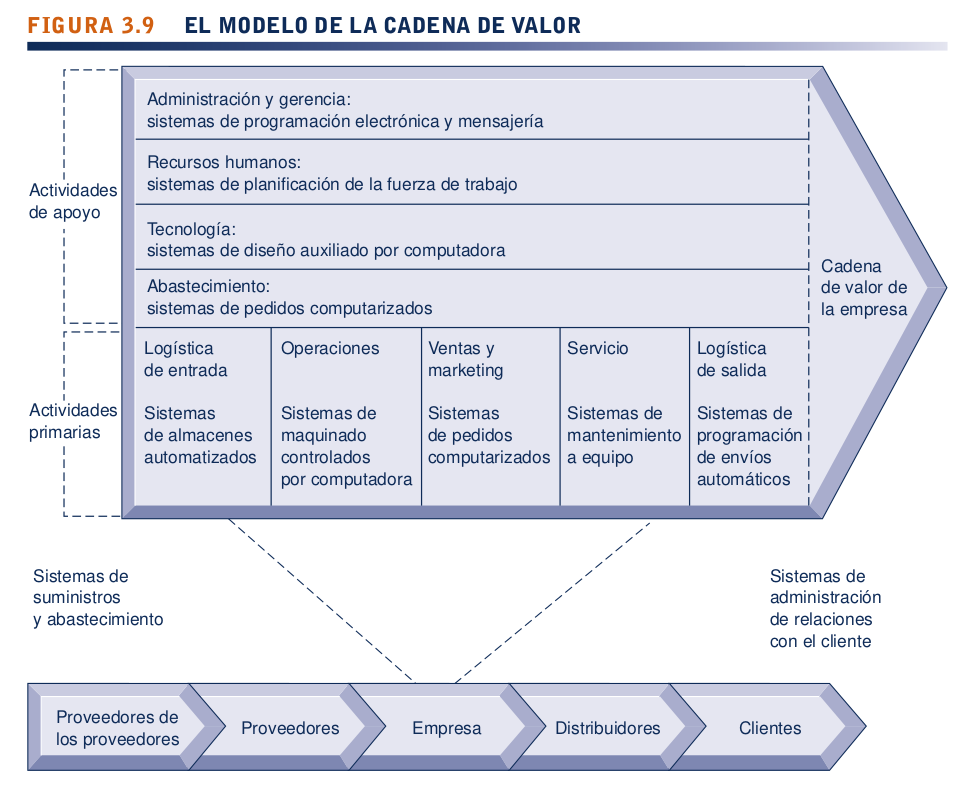 FIGURA 3.9 EL MODELO DE LA CADENA DE VALOR
Administración y gerencia:
sistemas de programación electrónica y mensajería
Recursos humanos:
sistemas de planificación de la fuerza de trabajo
Actividades
de apoyo
Tecnología:
sistemas de diseño auxiliado por computadora
Abastecimiento:
sistemas de pedidos computarizados
Cadena
de valor de
la empresa
Actividades
primarias
Logística
de entrada
Sistemas
de almacenes
automatizados
Operaciones
Sistemas de
maquinado
controlados
por computadora
Ventas y
marketing
Sistemas
de pedidos
computarizados
Servicio
Sistemas de
mantenimiento
a equipo
Logística
de salida
Sistemas de
programación
de envíos
automáticos
Sistemas de
suministros
y abastecimiento
Sistemas de
administración
de relaciones
con el cliente
Proveedores de
los proveedores
Proveedores
Empresa
Distribuidores
Clientes